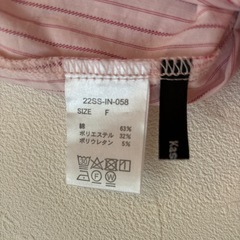 22SS-IN-058
SIZE F
綿 63%
ポリエステル 32%
ポリウレタン 5%
Kas